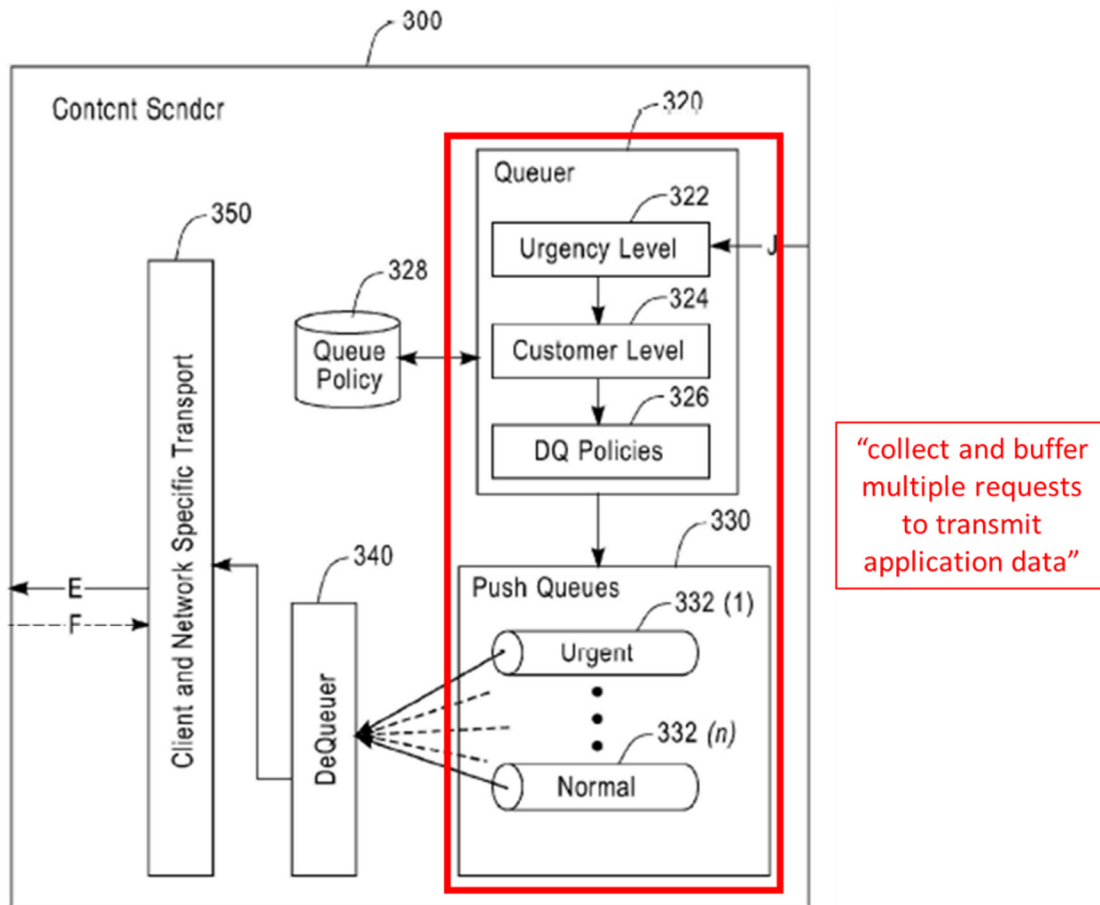 300
Content Sender
320
Queuer
322
Urgency Level
J
350
328
324
Queue
Policy
Customer Level
326
DQ Policies
Client and Network Specific Transport
330
340
Push Queues
332 (1)
E
F
Urgent
DeQueuer
332 (n)
Normal
“collect and buffer
multiple requests
to transmit
application data”